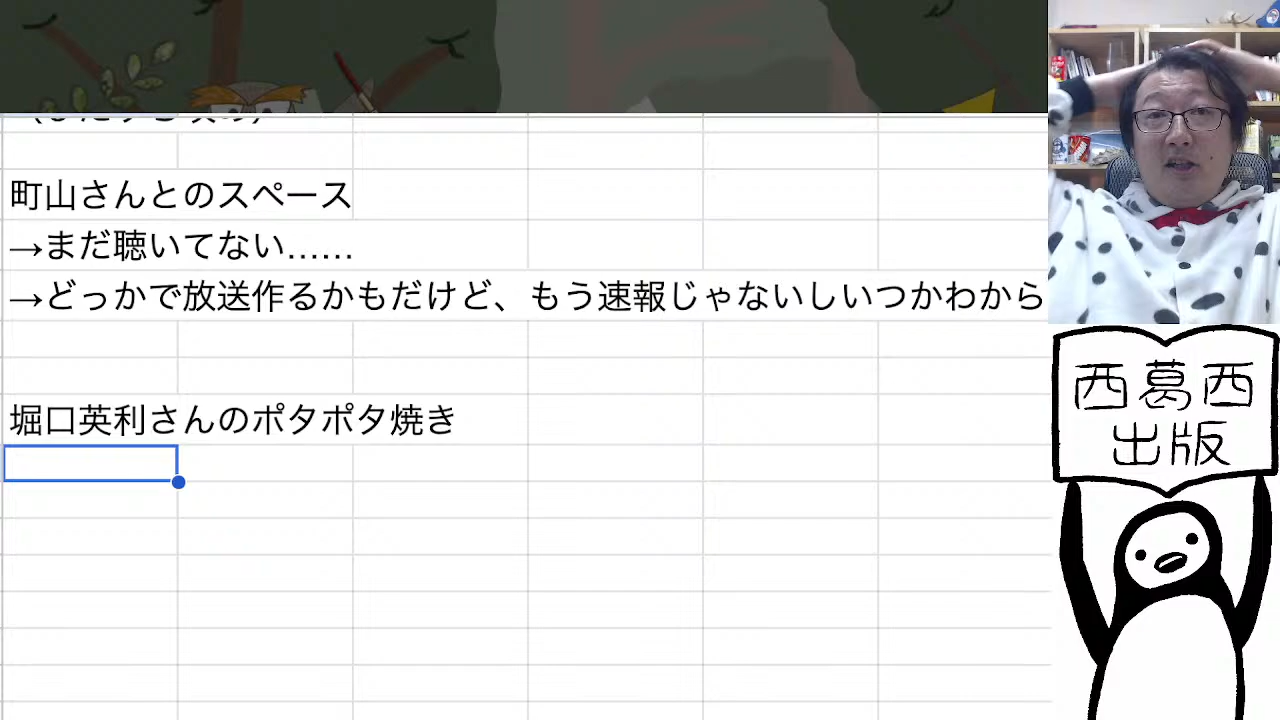 町山さんとのスペース
→まだ聴いてない……
→どっかで放送作るかもだけど、もう速報じゃないしいつかわから
堀口英利さんのポタポタ焼き
西葛西
出版